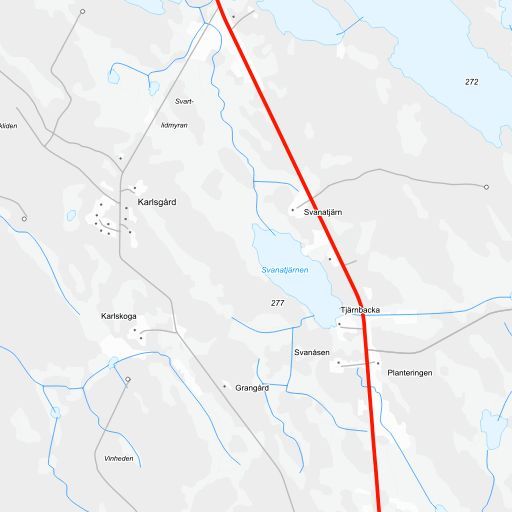 272
Svart-
lidmyran
kliden
Karlsgård
Svanatjärn
Svanatjärnen
277
Tjärnbacka
Karlskoga
Svanåsen
Planteringen
Grangård
Vinheden